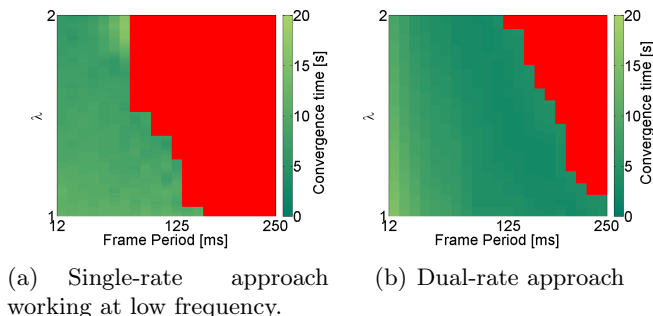 2
λ
1
12
125
250
Frame Period [ms]
20
15
10
5
0
Convergence time [s]
2
λ
1
12
125
250
Frame Period [ms]
20
15
10
5
0
Convergence time [s]
(a) Single-rate approach
working at low frequency.
(b) Dual-rate approach